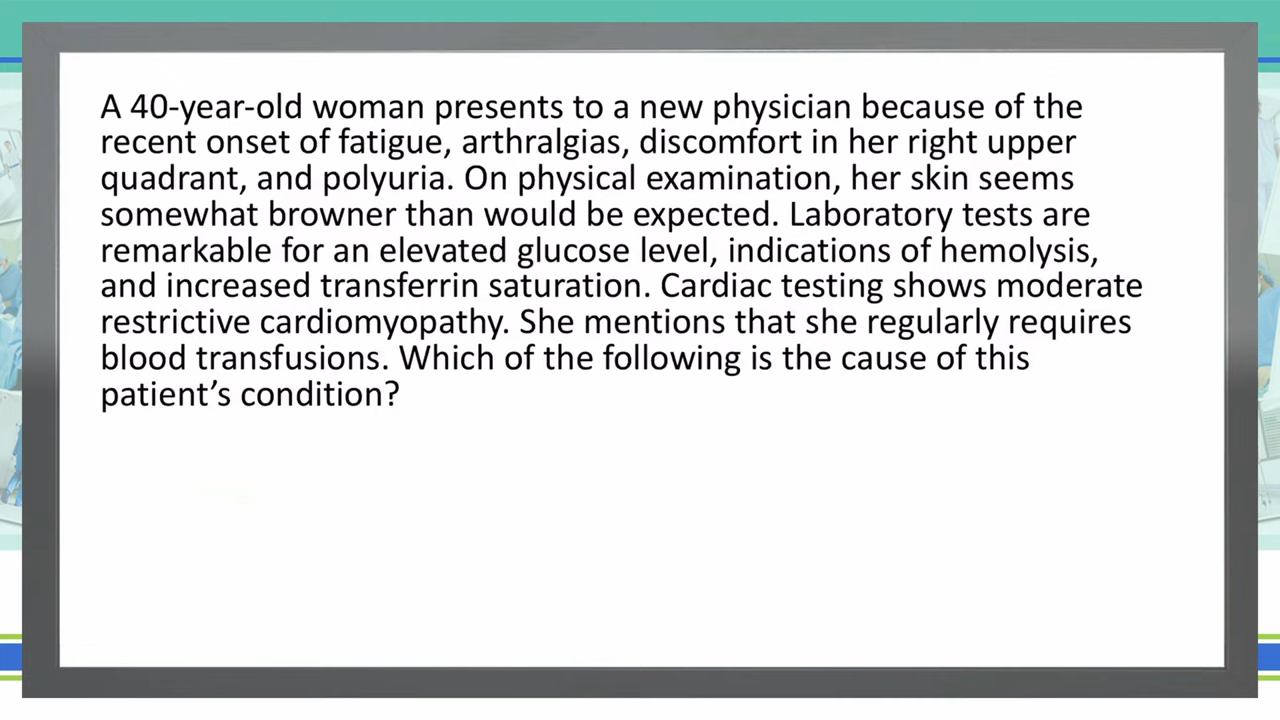 A 40-year-old woman presents to a new physician because of the
recent onset of fatigue, arthralgias, discomfort in her right upper
quadrant, and polyuria. On physical examination, her skin seems
somewhat browner than would be expected. Laboratory tests are
remarkable for an elevated glucose level, indications of hemolysis,
and increased transferrin saturation. Cardiac testing shows moderate
restrictive cardiomyopathy. She mentions that she regularly requires
blood transfusions. Which of the following is the cause of this
patient’s condition?